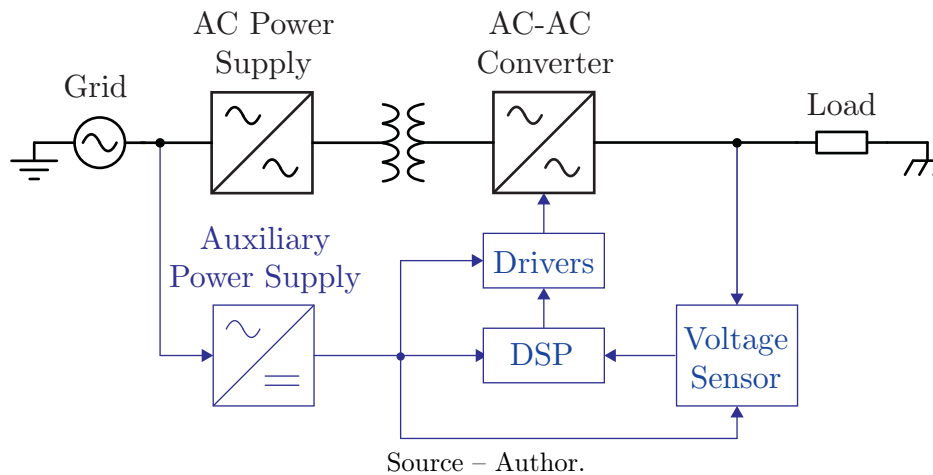 AC Power
Supply
AC-AC
Converter
Grid
Load
Auxiliary
Power Supply
Drivers
DSP
Voltage
Sensor
Source – Author.